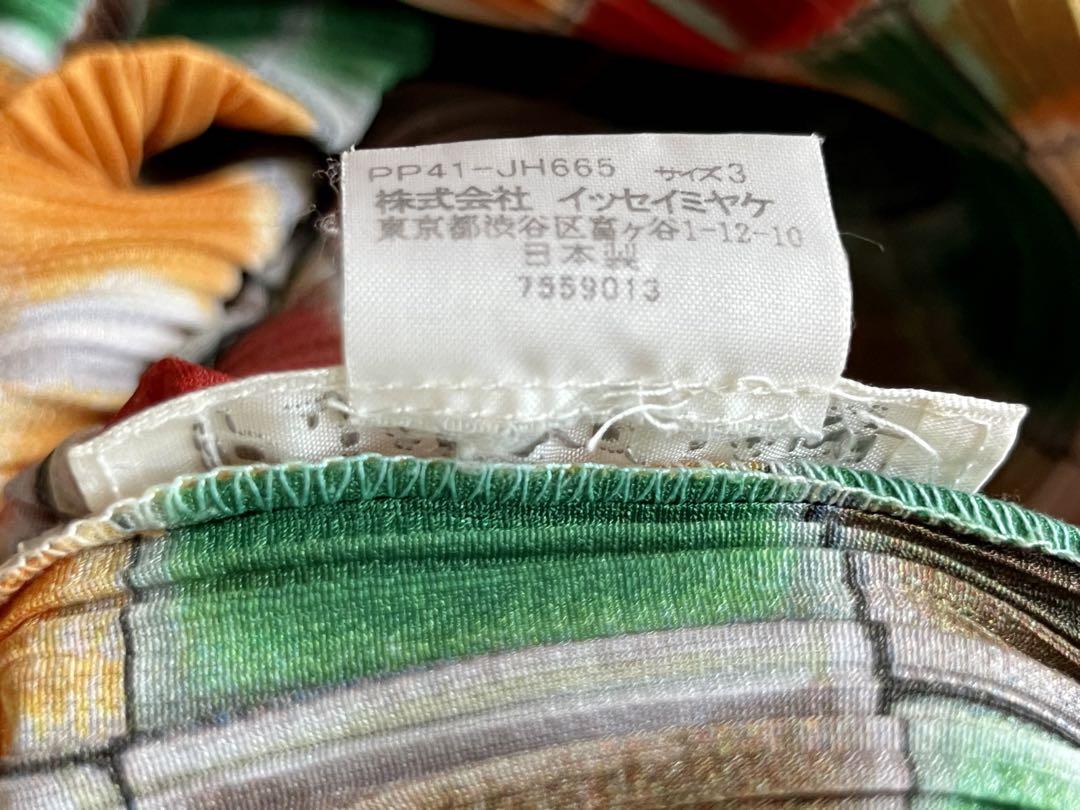 PP41-JH665 サイズ3
株式会社 イッセイミヤケ
東京都渋谷区富ヶ谷1-12-10
日本製
7559013